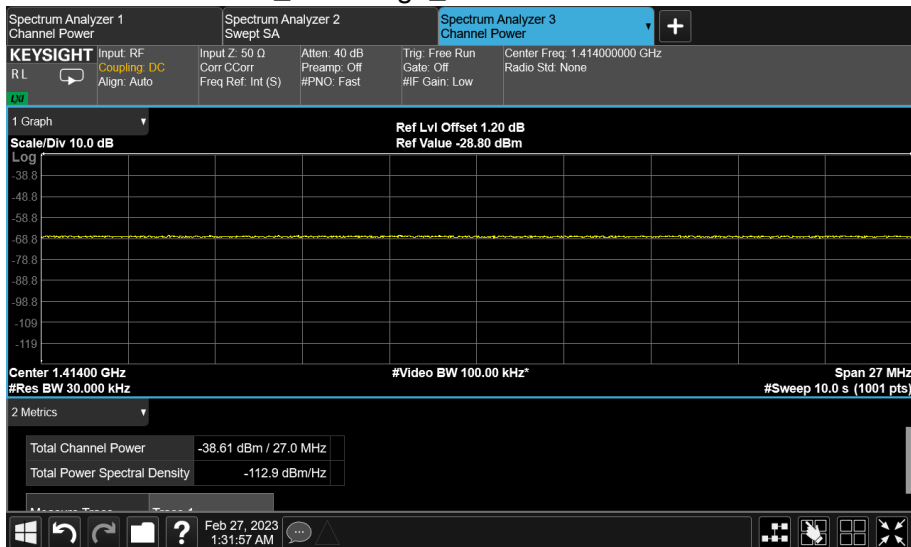 Spectrum Analyzer 1
Channel Power
Spectrum Analyzer 2
Swept SA
Spectrum Analyzer 3
Channel Power
KEYSIGHT
RL
LXI
Input: RF
Coupling: DC
Align: Auto
Input Z: 50 Ω
Corr CCorr
Freq Ref: Int (S)
Atten: 40 dB
Preamp: Off
#PNO: Fast
Trig: Free Run
Gate: Off
#IF Gain: Low
Center Freq: 1.414000000 GHz
Radio Std: None
1 Graph
Scale/Div 10.0 dB
Ref Lvl Offset 1.20 dB
Ref Value -28.80 dBm
Log
-38.8
-48.8
-58.8
-68.8
-78.8
-88.8
-98.8
-109
-119
Center 1.41400 GHz
#Res BW 30.000 kHz
#Video BW 100.00 kHz*
Span 27 MHz
#Sweep 10.0 s (1001 pts)
2 Metrics
Total Channel Power -38.61 dBm / 27.0 MHz
Total Power Spectral Density -112.9 dBm/Hz
Feb 27, 2023
1:31:57 AM